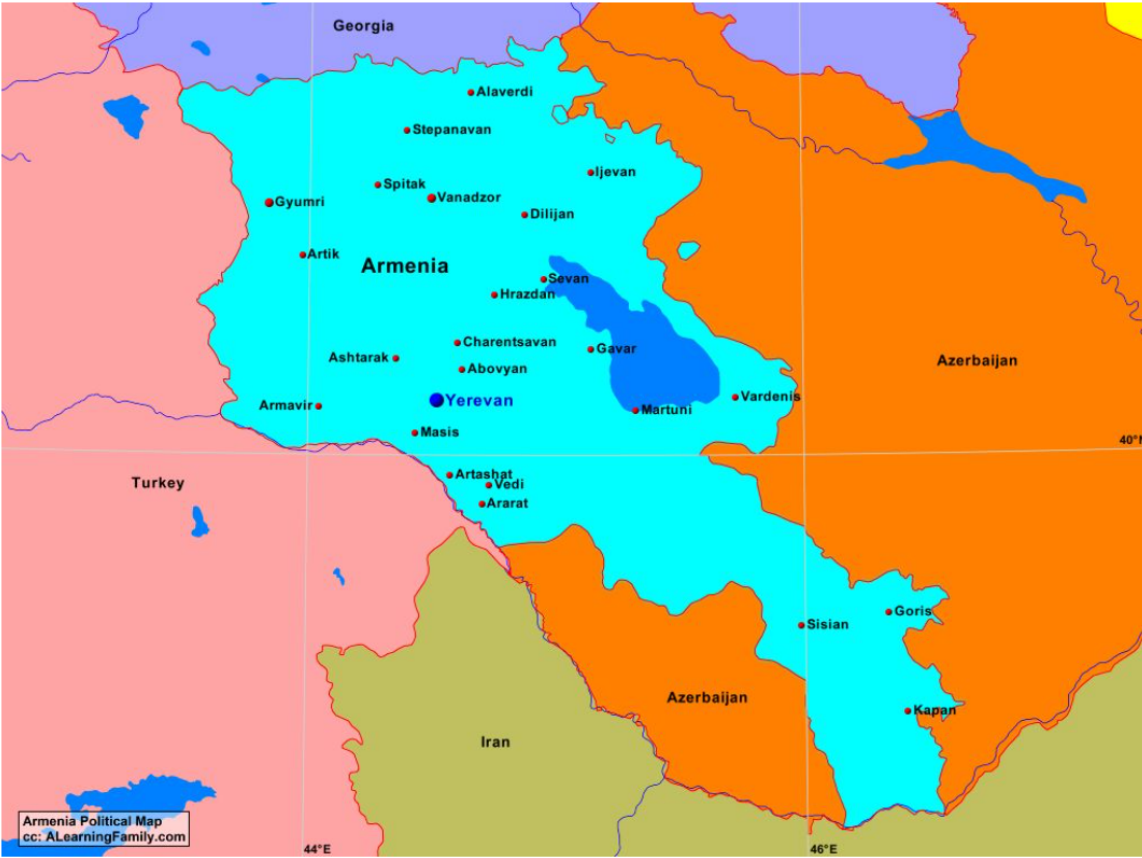 Georgia
Alaverdi
Stepanavan
Ijevan
Spitak
Vanadzor
Gyumri
Dilijan
Artik
Armenia
Sevan
Hrazdan
Charentsavan
Gavar
Ashtarak
Abovyan
Azerbaijan
Vardenis
Yerevan
Armavir
Martuni
Masis
40°N
Artashat
Turkey
Vedi
Ararat
Goris
Sisian
Azerbaijan
Kapan
Iran
Armenia Political Map
cc: ALearningFamily.com
44°E
46°E